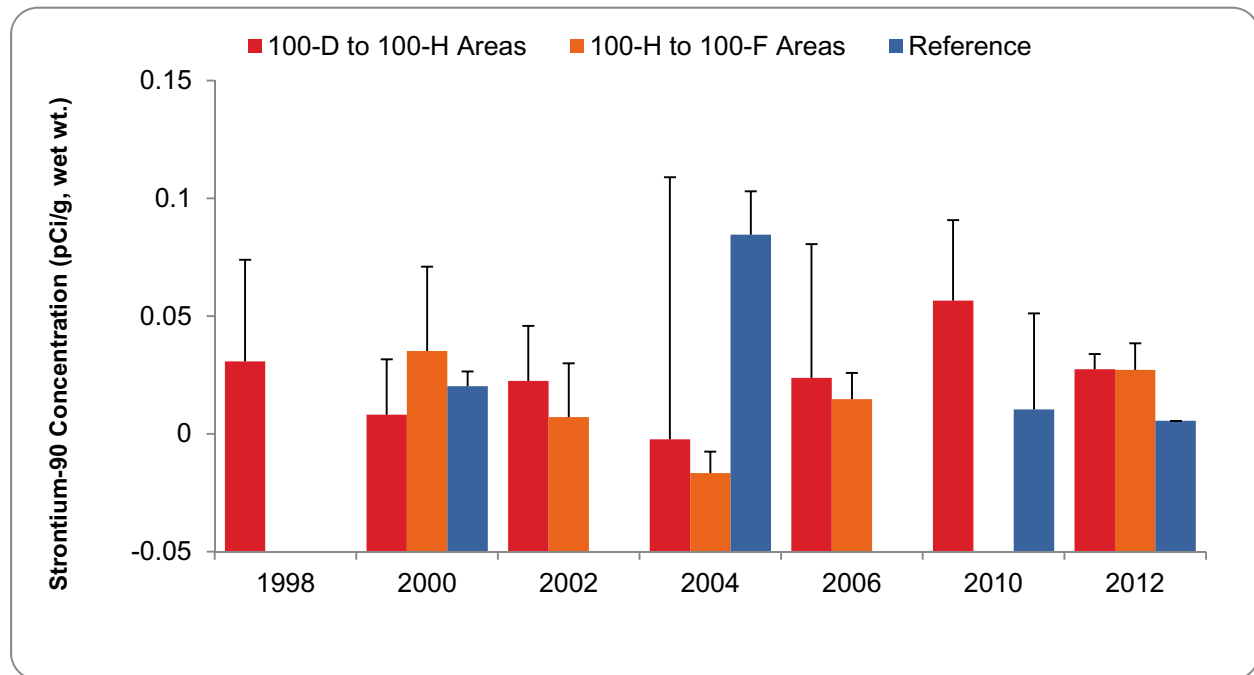 100-D to 100-H Areas 100-H to 100-F Areas Reference
Strontium-90 Concentration (pCi/g, wet wt.)
0.15
0.1
0.05
0
-0.05
1998 2000 2002 2004 2006 2010 2012